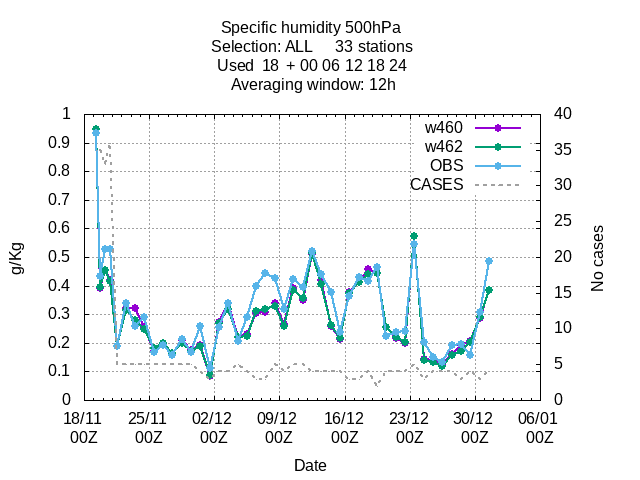 Specific humidity 500hPa
Selection: ALL     33 stations
Used  18  + 00 06 12 18 24
Averaging window: 12h
w460
w462
OBS
CASES
1
0.9
0.8
0.7
0.6
0.5
0.4
0.3
0.2
0.1
0
g/Kg
40
35
30
25
20
15
10
5
0
No cases
18/11 25/11 02/12 09/12 16/12 23/12 30/12 06/01
00Z 00Z 00Z 00Z 00Z 00Z 00Z 00Z
Date